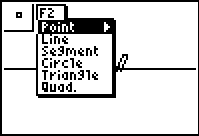 F2
Point
Line
Segment
Circle
Triangle
Quad.